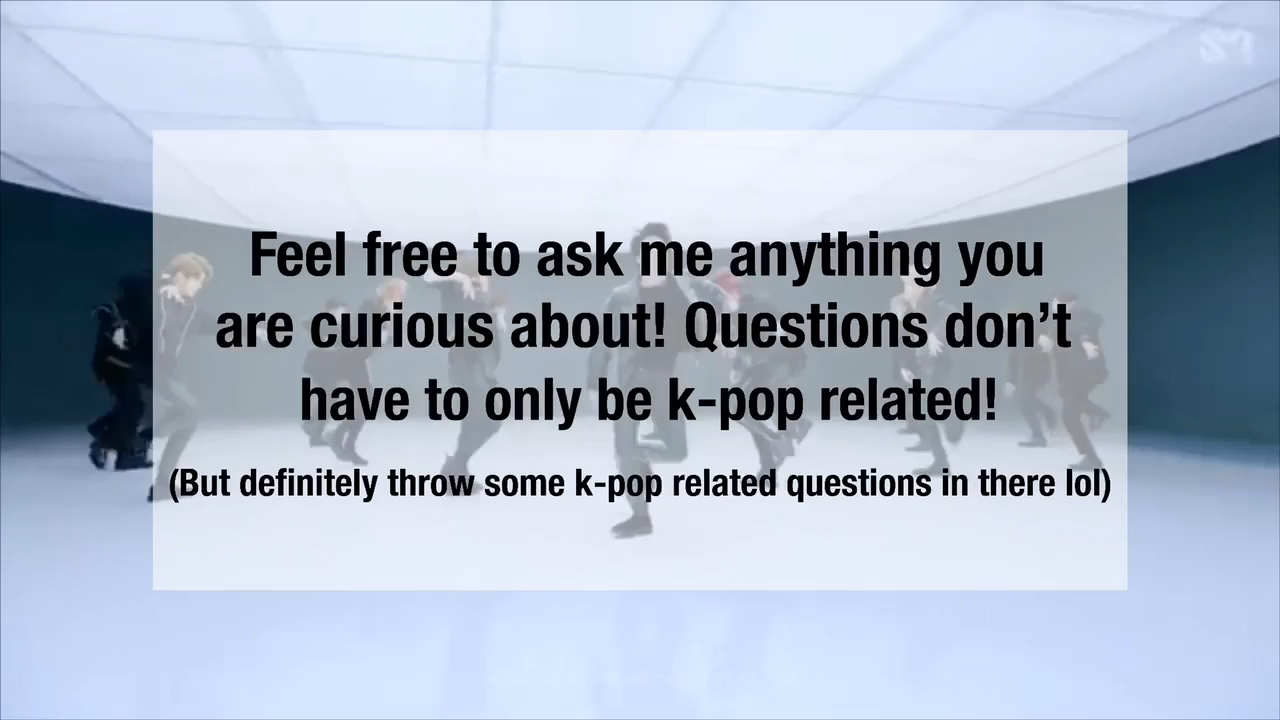 SM
Feel free to ask me anything you
are curious about! Questions don’t
have to only be k-pop related!
(But definitely throw some k-pop related questions in there lol)